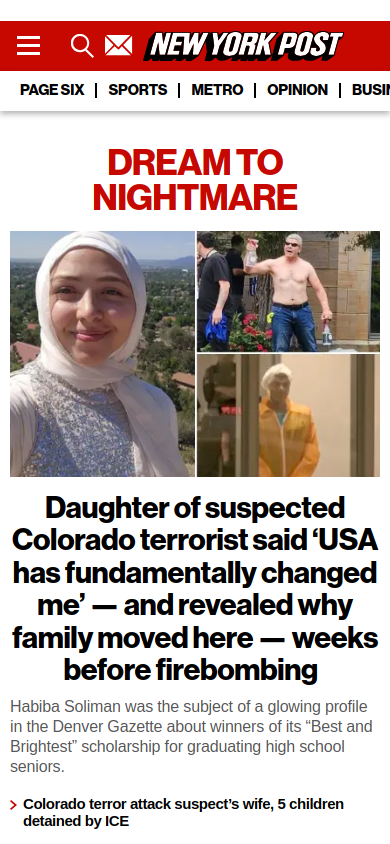 NEW YORK POST
PAGE SIX
SPORTS
METRO
OPINION
BUSIN
DREAM TO
NIGHTMARE
Daughter of suspected
Colorado terrorist said ‘USA
has fundamentally changed
me’ — and revealed why
family moved here — weeks
before firebombing
Habiba Soliman was the subject of a glowing profile
in the Denver Gazette about winners of its “Best and
Brightest” scholarship for graduating high school
seniors.
Colorado terror attack suspect’s wife, 5 children
detained by ICE